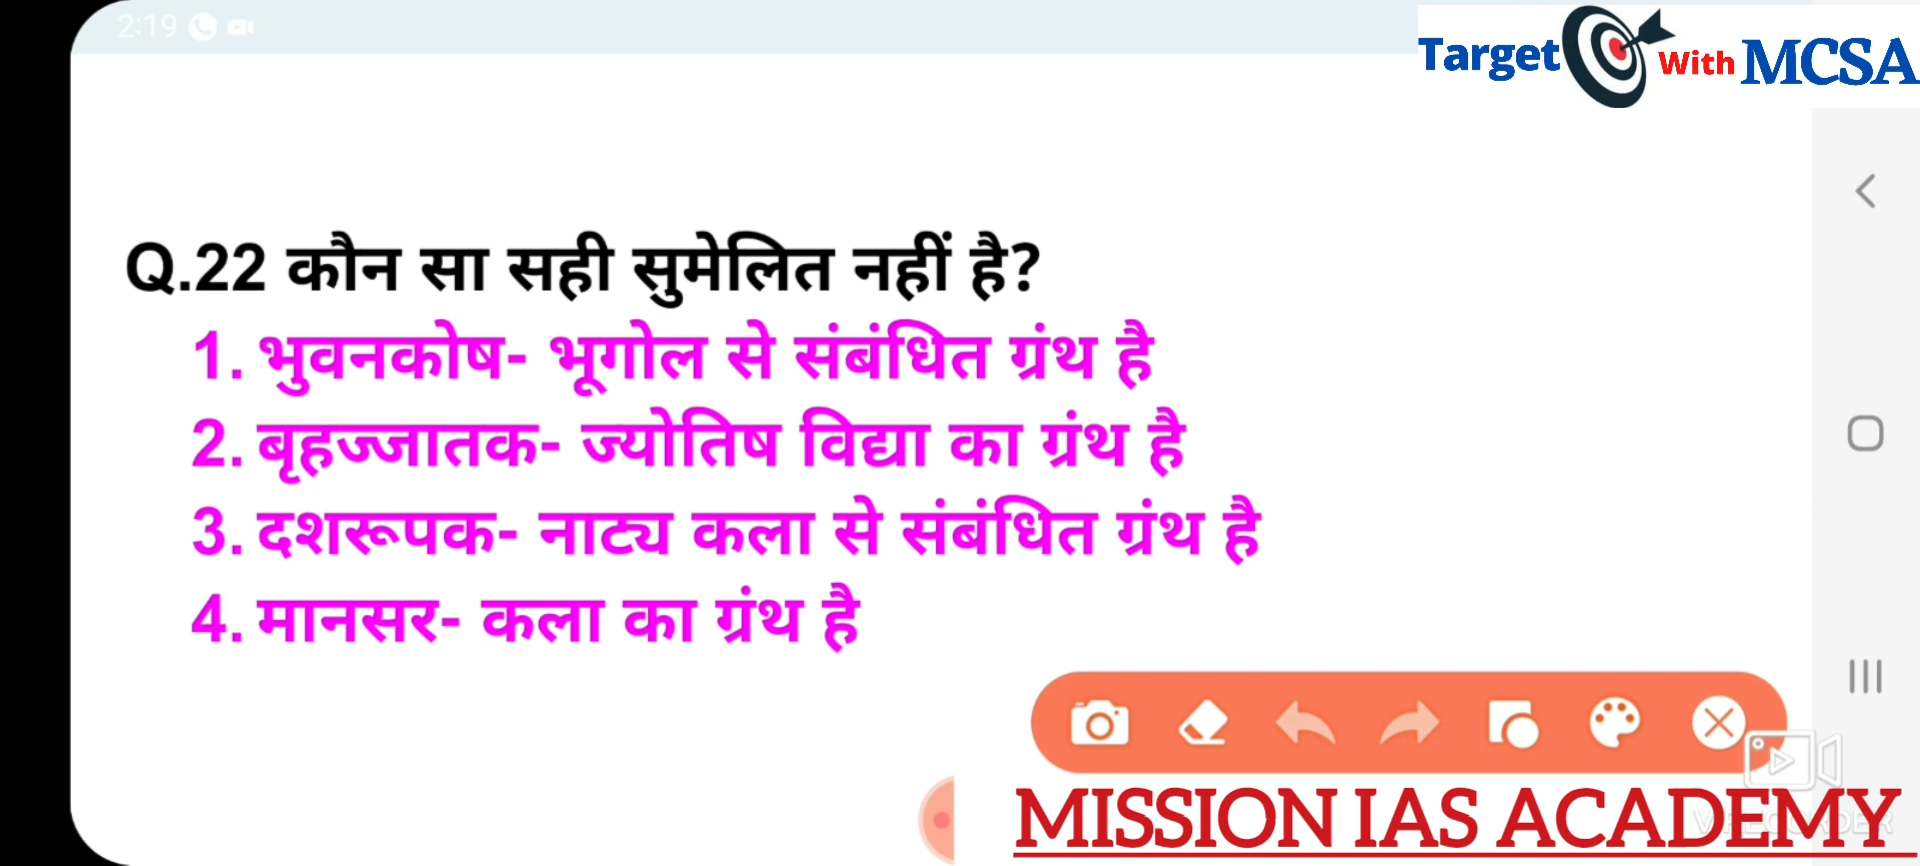 2:19
Target With MCSA
Q.22 कौन सा सही सुमेलित नहीं है?
1. भुवनकोष- भूगोल से संबंधित ग्रंथ है
2. बृहज्जातक- ज्योतिष विद्या का ग्रंथ है
3. दशरूपक- नाट्य कला से संबंधित ग्रंथ है
4. मानसर- कला का ग्रंथ है
MISSION IAS ACADEMY